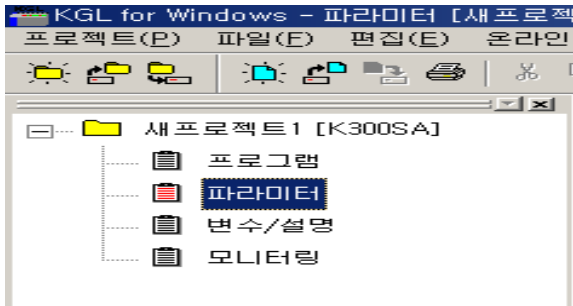 KGL for Windows - 파라미터 [새프로젝
프로젝트(P) 파일(F) 편집(E) 온라인
새프로젝트1 [K300SA]
프로그램
파라미터
변수/설명
모니터링